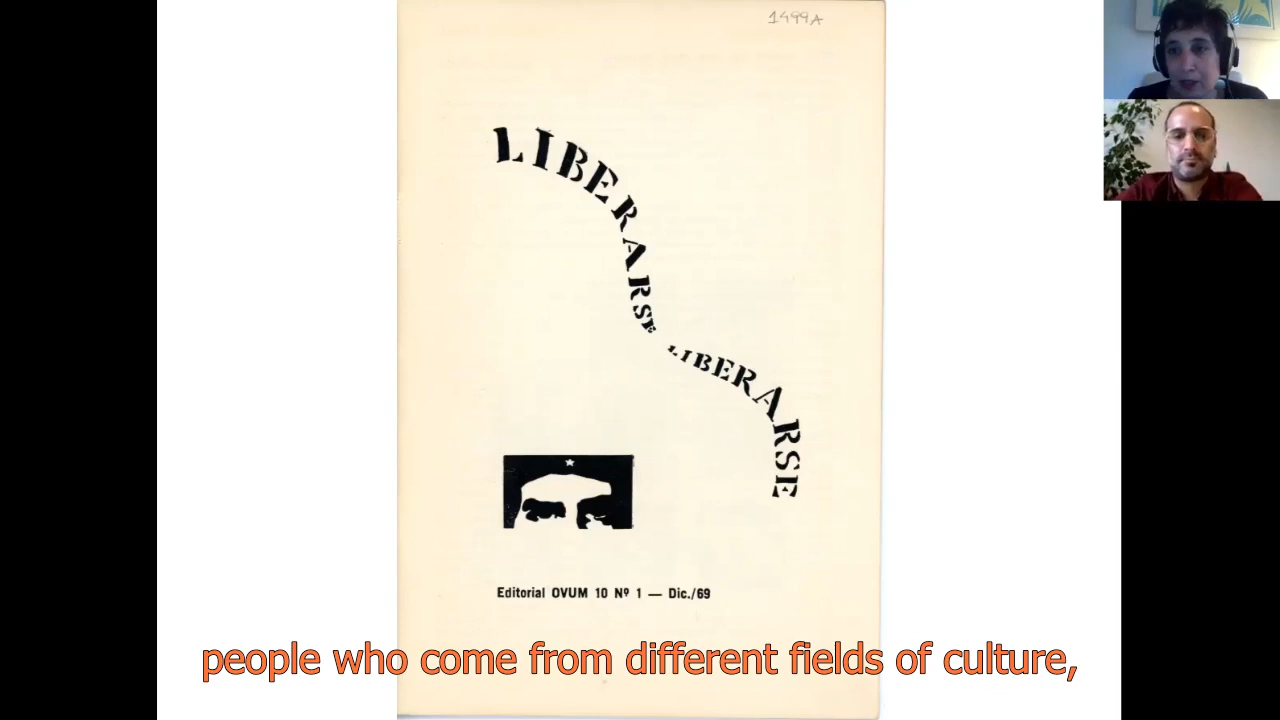 1499A
LIBERARSE
LIBERARSE
Editorial OVUM 10 Nº 1 — Dic./69
people who come from different fields of culture,